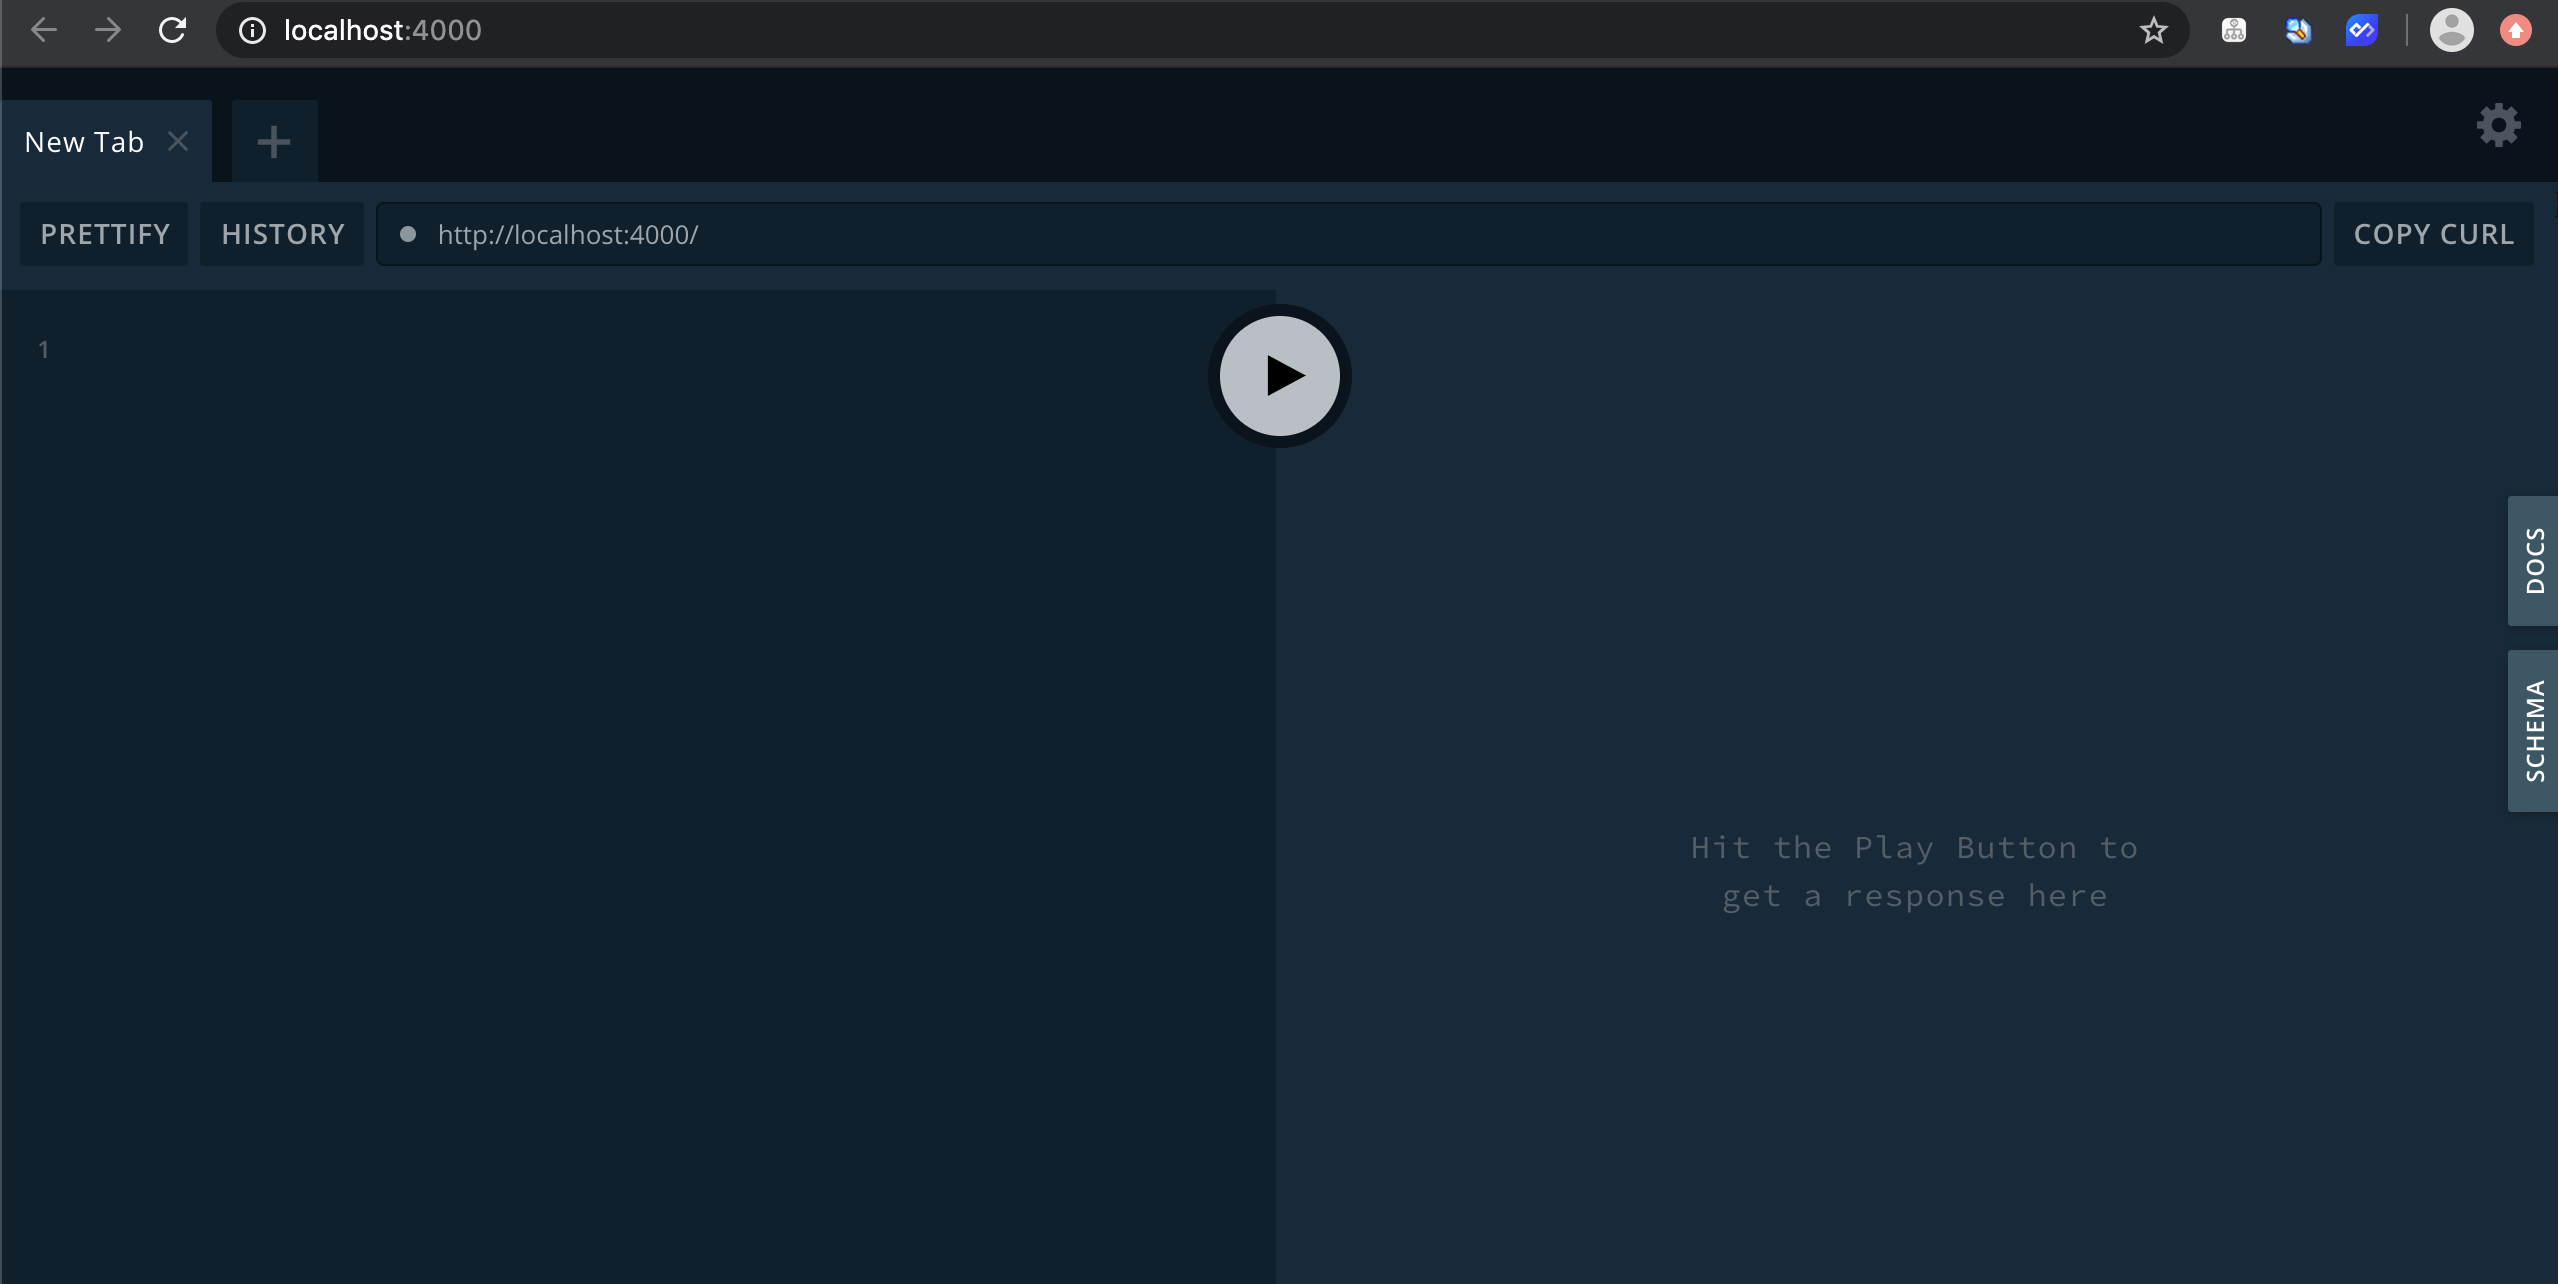 localhost:4000
New Tab
PRETTIFY
HISTORY
http://localhost:4000/
COPY CURL
1
DOCS
SCHEMA
Hit the Play Button to
get a response here